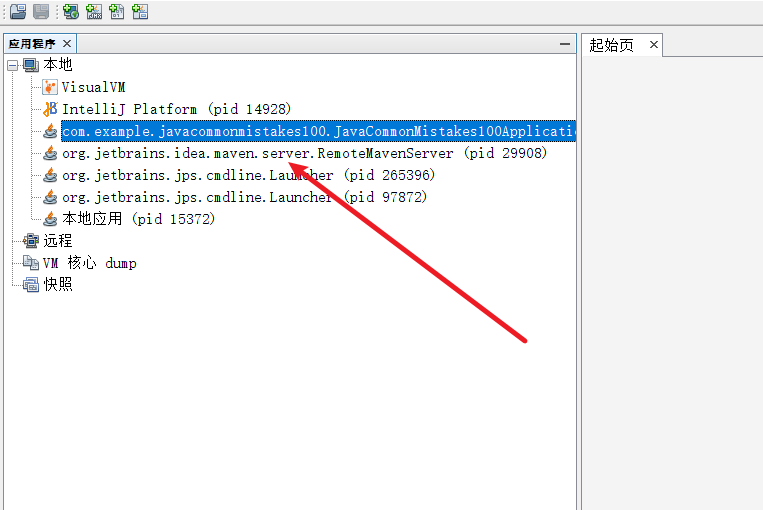 应用程序
起始页
本地
VisualVM
IntelliJ Platform (pid 14928)
com.example.javacommonmistakes100.JavaCommonMistakes100Applicatio
org.jetbrains.idea.maven.server.RemoteMavenServer (pid 29908)
org.jetbrains.jps.cmdline.Launcher (pid 265396)
org.jetbrains.jps.cmdline.Launcher (pid 97872)
本地应用 (pid 15372)
远程
VM 核心 dump
快照